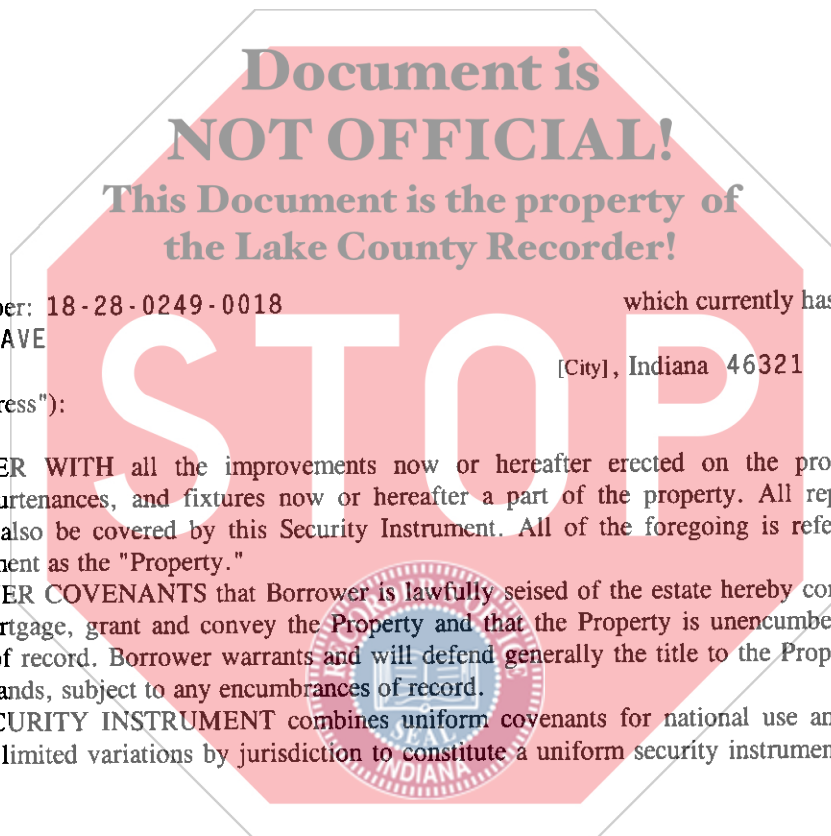 Document is
NOT OFFICIAL!
This Document is the property of
the Lake County Recorder!
ber: 18-28-0249-0018 which currently has
AVE
[City], Indiana 46321
ress"):
STOP
ER WITH all the improvements now or hereafter erected on the pro
urtenances, and fixtures now or hereafter a part of the property. All rep
also be covered by this Security Instrument. All of the foregoing is refe
nent as the "Property."
ER COVENANTS that Borrower is lawfully seised of the estate hereby con
rtgage, grant and convey the Property and that the Property is unencumbe
f record. Borrower warrants and will defend generally the title to the Prop
ands, subject to any encumbrances of record.
CURITY INSTRUMENT combines uniform covenants for national use an
limited variations by jurisdiction to constitute a uniform security instrumen
RECORDER'S OFFICE
SEAL
INDIANA